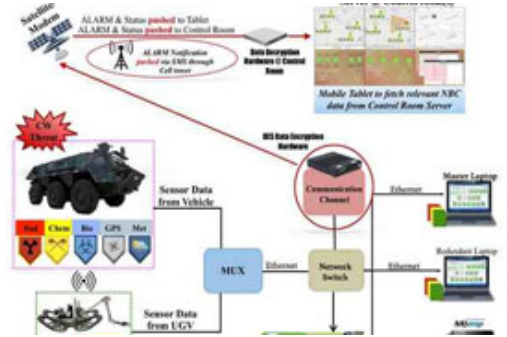 Satellite
Modem
ALARM & Status pushed to Tablet
ALARM & Status pushed to Control Room
ALARM Notification
pushed via SMS through
Cell tower
Data Decryption
Hardware @ Control
Room
Mobile Tablet to fetch relevant NBC
data from Control Room Server
CW
Threat
DES Data Encryption
Hardware
Communication
Channel
Ethernet
Master Laptop
Sensor Data
from Vehicle
Rad
Chem
Bio
GPS
Met
MUX
Ethernet
Network
Switch
Ethernet
Redundant Laptop
Sensor Data
from UGV